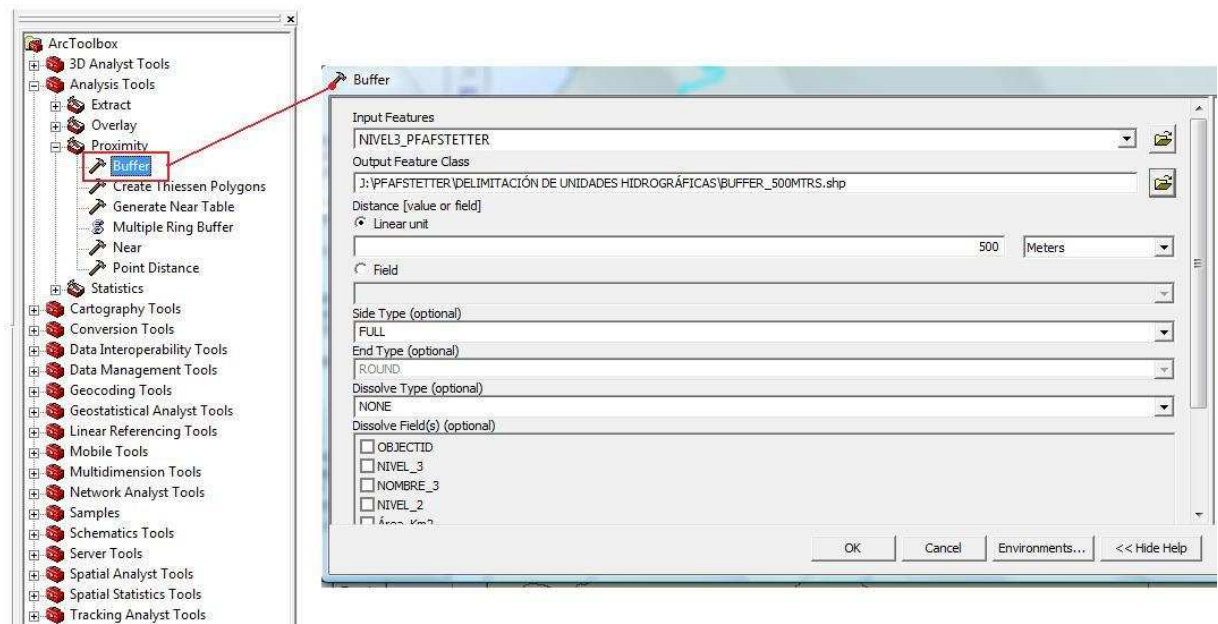 ArcToolbox
3D Analyst Tools
Analysis Tools
Extract
Overlay
Proximity
Buffer
Create Thiessen Polygons
Generate Near Table
Multiple Ring Buffer
Near
Point Distance
Statistics
Cartography Tools
Conversion Tools
Data Interoperability Tools
Data Management Tools
Geocoding Tools
Geostatistical Analyst Tools
Linear Referencing Tools
Mobile Tools
Multidimension Tools
Network Analyst Tools
Samples
Schematics Tools
Server Tools
Spatial Analyst Tools
Spatial Statistics Tools
Tracking Analyst Tools
Buffer
Input Features
NIVEL3_PFAFSTETTER
Output Feature Class
J:\PFAFSTETTER\DELIMITACIÓN DE UNIDADES HIDROGRÁFICAS\BUFFER_500MTRS.shp
Distance [value or field]
Linear unit
500 Meters
Field
Side Type (optional)
FULL
End Type (optional)
ROUND
Dissolve Type (optional)
NONE
Dissolve Field(s) (optional)
OBJECTID
NIVEL_3
NOMBRE_3
NIVEL_2
Área_Km2
OK Cancel Environments... << Hide Help